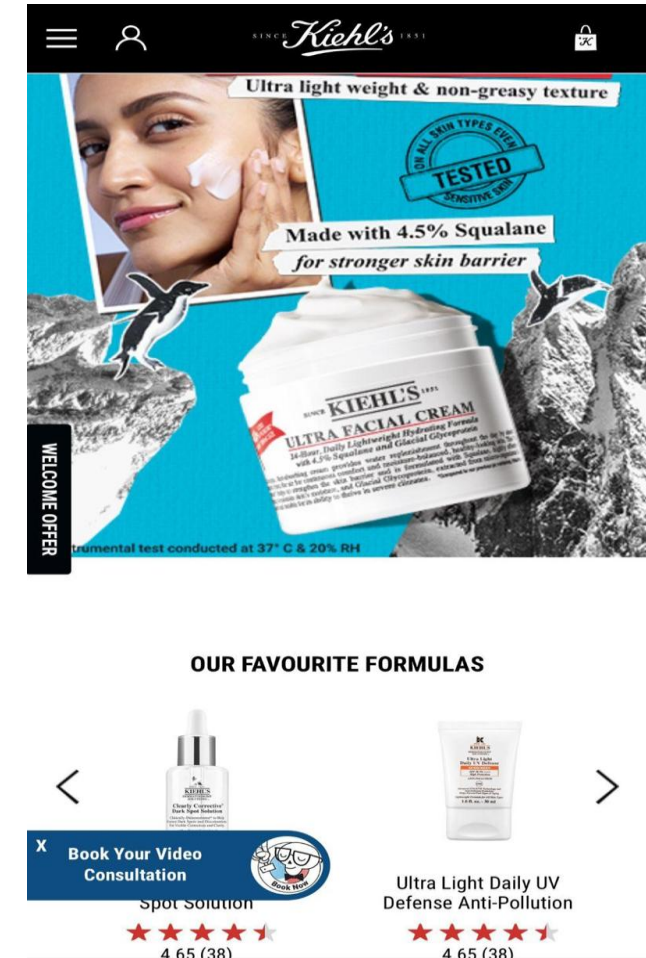 SINCE Kiehl's 1851
Ultra light weight & non-greasy texture
ON ALL SKIN TYPES EVEN
TESTED
SENSITIVE SKIN
Made with 4.5% Squalane
for stronger skin barrier
SINCE KIEHL'S 1851
ULTRA FACIAL CREAM
24-Hour, Daily Lightweight Hydrating Formula
with 4.5% Squalane and Glacial Glycoprotein
WELCOME OFFER
trumental test conducted at 37° C & 20% RH
OUR FAVOURITE FORMULAS
KIEHL'S
Clearly Corrective
Dark Spot Solution
KIEHL'S
Ultra Light
Daily UV Defense
X
Book Your Video
Consultation
Book Now
Spot Solution
4.65 (38)
Ultra Light Daily UV
Defense Anti-Pollution
4.65 (38)